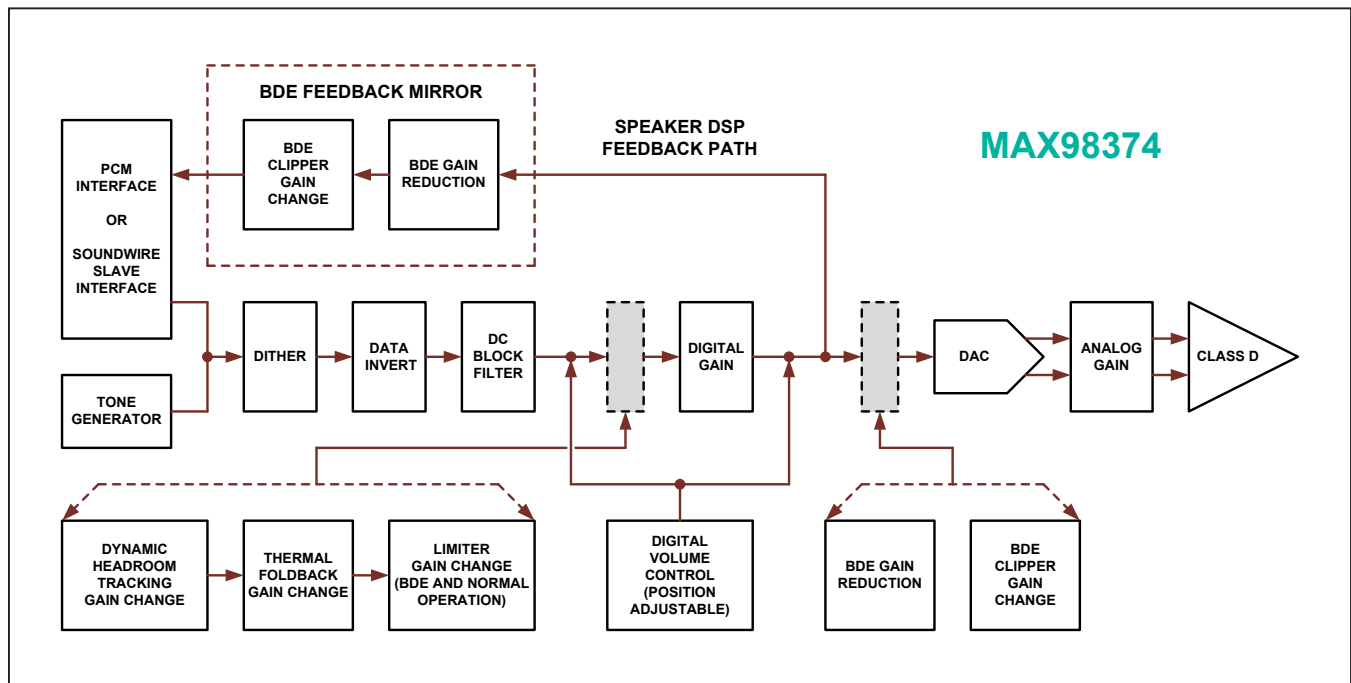 BDE FEEDBACK MIRROR
SPEAKER DSP
FEEDBACK PATH
MAX98374
PCM
INTERFACE
OR
SOUNDWIRE
SLAVE
INTERFACE
BDE
CLIPPER
GAIN
CHANGE
BDE GAIN
REDUCTION
TONE
GENERATOR
DITHER
DATA
INVERT
DC
BLOCK
FILTER
DIGITAL
GAIN
DAC
ANALOG
GAIN
CLASS D
DYNAMIC
HEADROOM
TRACKING
GAIN CHANGE
THERMAL
FOLDBACK
GAIN CHANGE
LIMITER
GAIN CHANGE
(BDE AND NORMAL
OPERATION)
DIGITAL
VOLUME
CONTROL
(POSITION
ADJUSTABLE)
BDE GAIN
REDUCTION
BDE
CLIPPER
GAIN
CHANGE